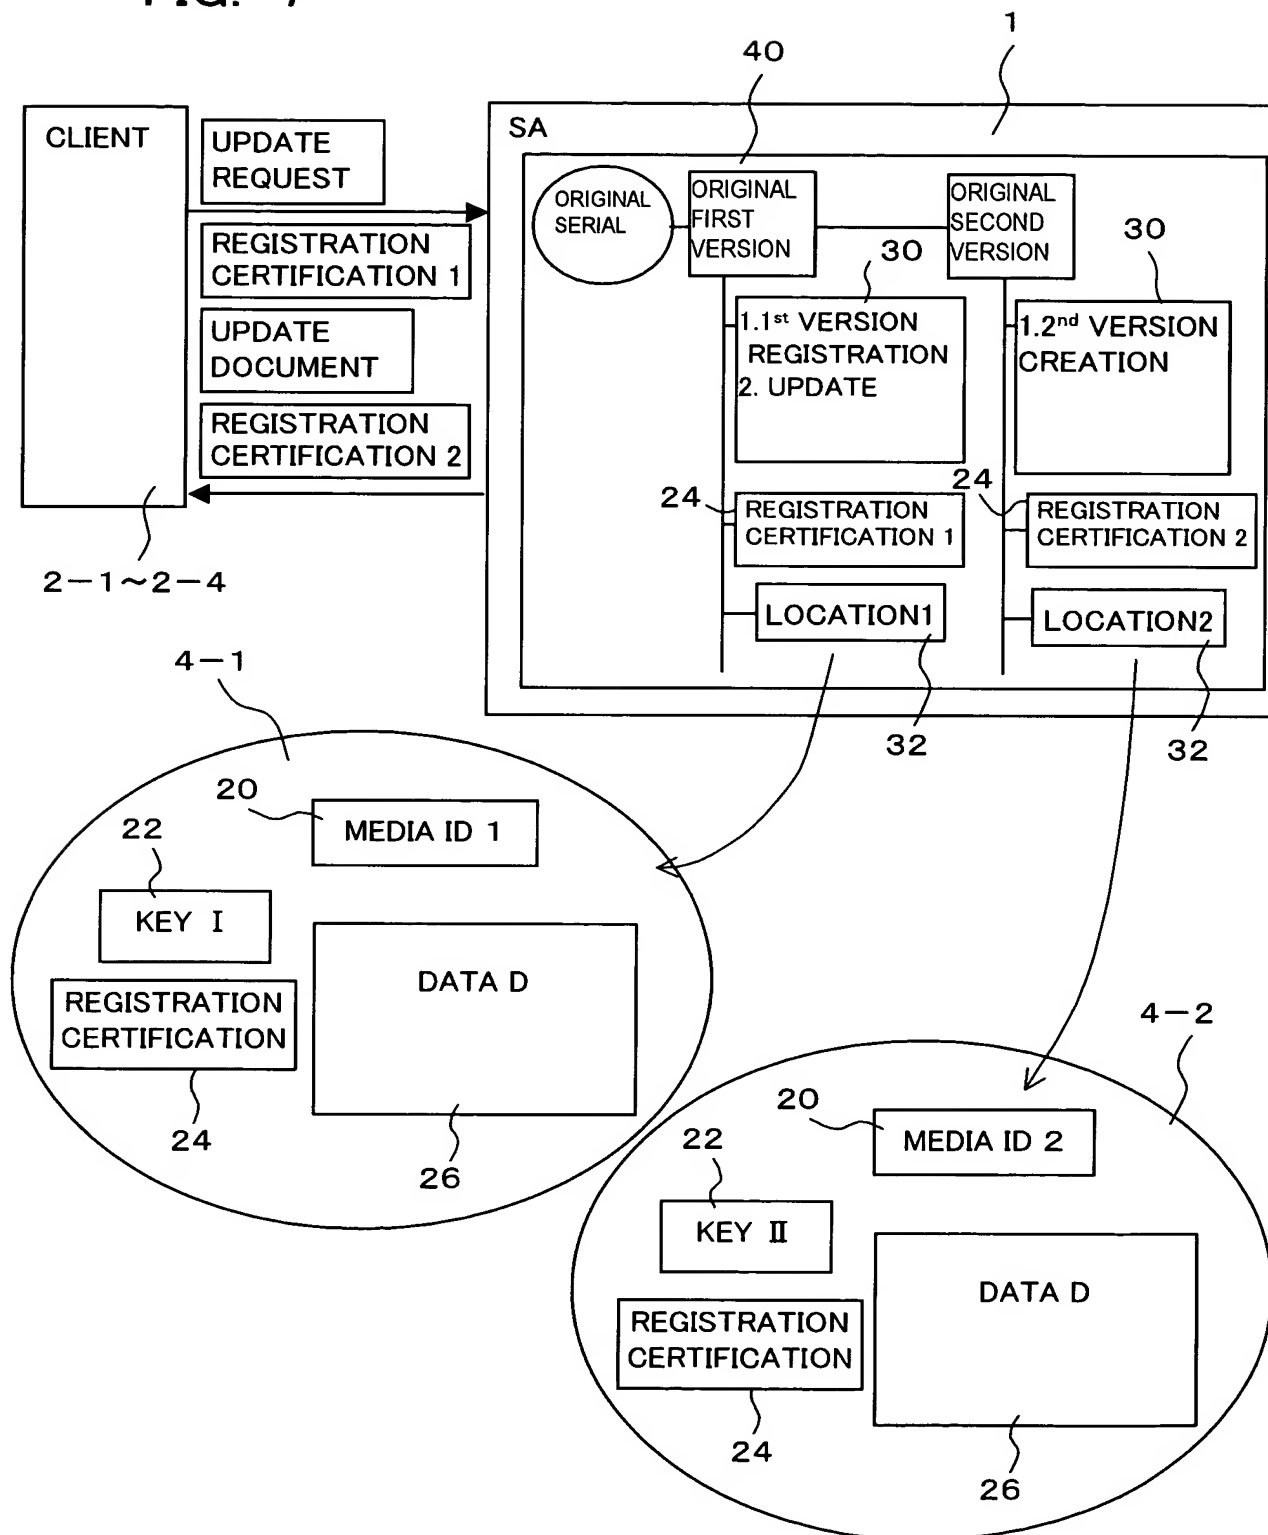 FIG. 7
1
40
CLIENT
UPDATE
REQUEST
REGISTRATION
CERTIFICATION 1
UPDATE
DOCUMENT
REGISTRATION
CERTIFICATION 2
2-1~2-4
SA
ORIGINAL
SERIAL
ORIGINAL
FIRST
VERSION
ORIGINAL
SECOND
VERSION
30
30
1.1st VERSION
REGISTRATION
2. UPDATE
1.2nd VERSION
CREATION
24
REGISTRATION
CERTIFICATION 1
24
REGISTRATION
CERTIFICATION 2
LOCATION1
LOCATION2
32
32
4-1
20
MEDIA ID 1
22
KEY I
REGISTRATION
CERTIFICATION
24
DATA D
26
4-2
20
MEDIA ID 2
22
KEY II
REGISTRATION
CERTIFICATION
24
DATA D
26